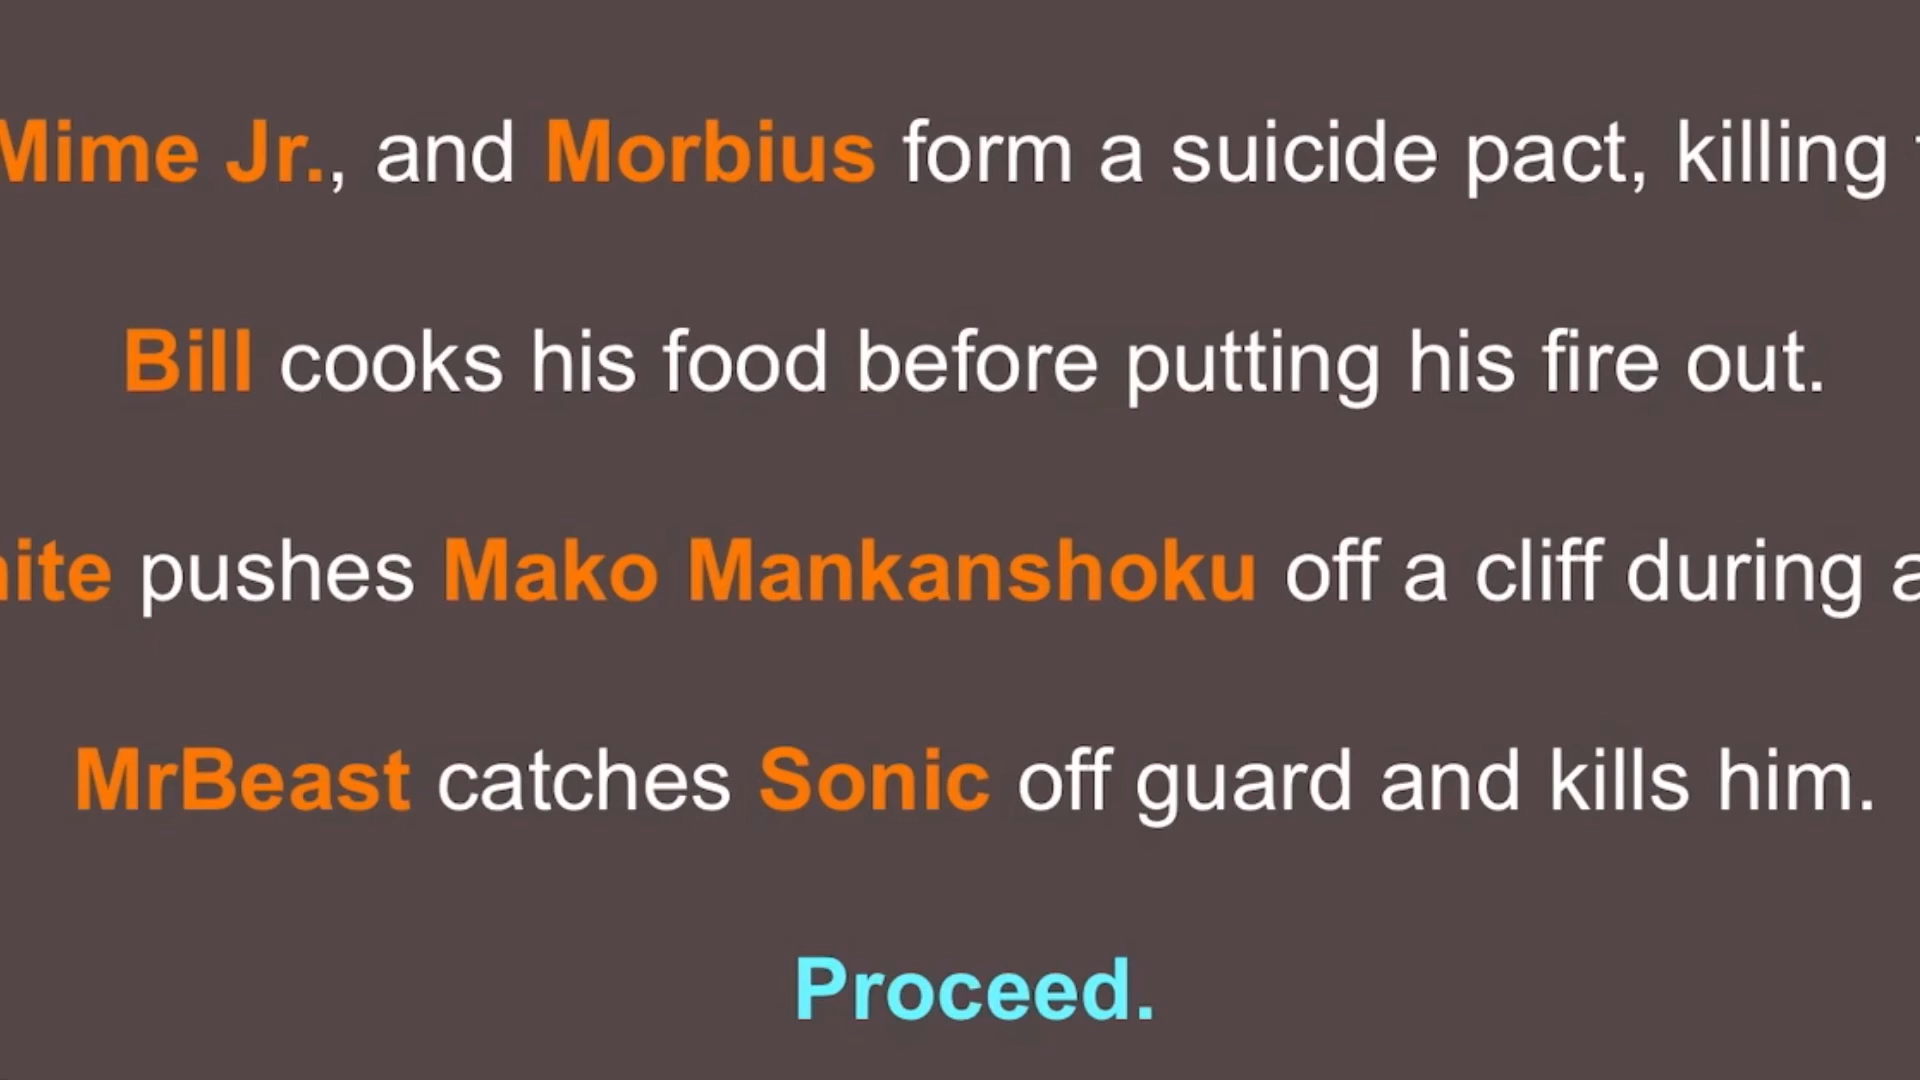 Mime Jr., and Morbius form a suicide pact, killing
Bill cooks his food before putting his fire out.
pushes Mako Mankanshoku off a cliff during a
MrBeast catches Sonic off guard and kills him.
Proceed.